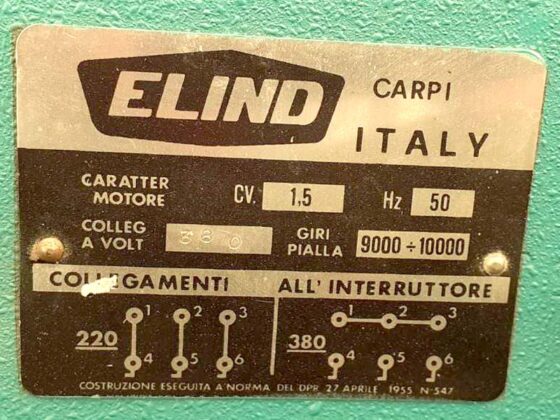 ELIND CARPI
ITALY
CARATTER MOTORE CV. 1,5 Hz 50
COLLEG A VOLT 380 GIRI PIALLA 9000 ÷ 10000
COLLEGAMENTI ALL'INTERRUTTORE
220 1 2 3 380 1 2 3
4 5 6 4 5 6
COSTRUZIONE ESEGUITA A NORMA DEL DPR 27 APRILE 1955 N·547